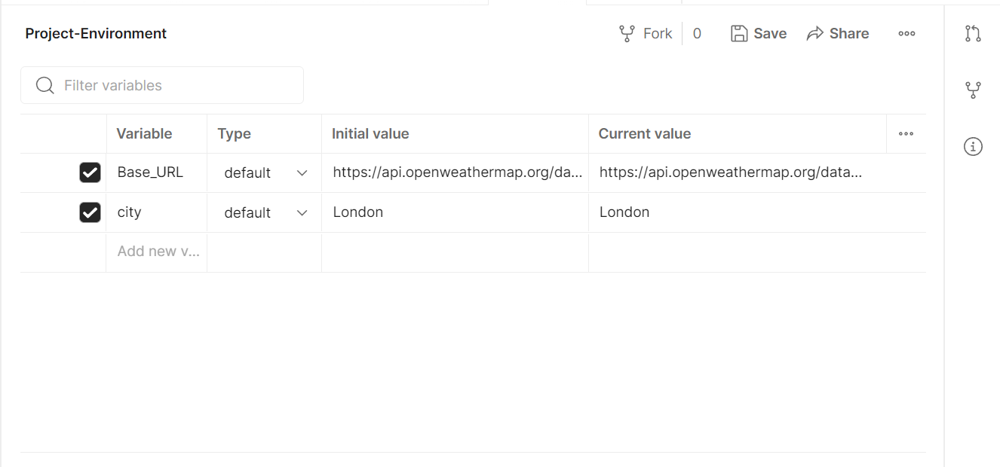 Project-Environment Fork 0 Save Share
Filter variables
Variable Type Initial value Current value
Base_URL default https://api.openweathermap.org/da... https://api.openweathermap.org/data...
city default London London
Add new v...